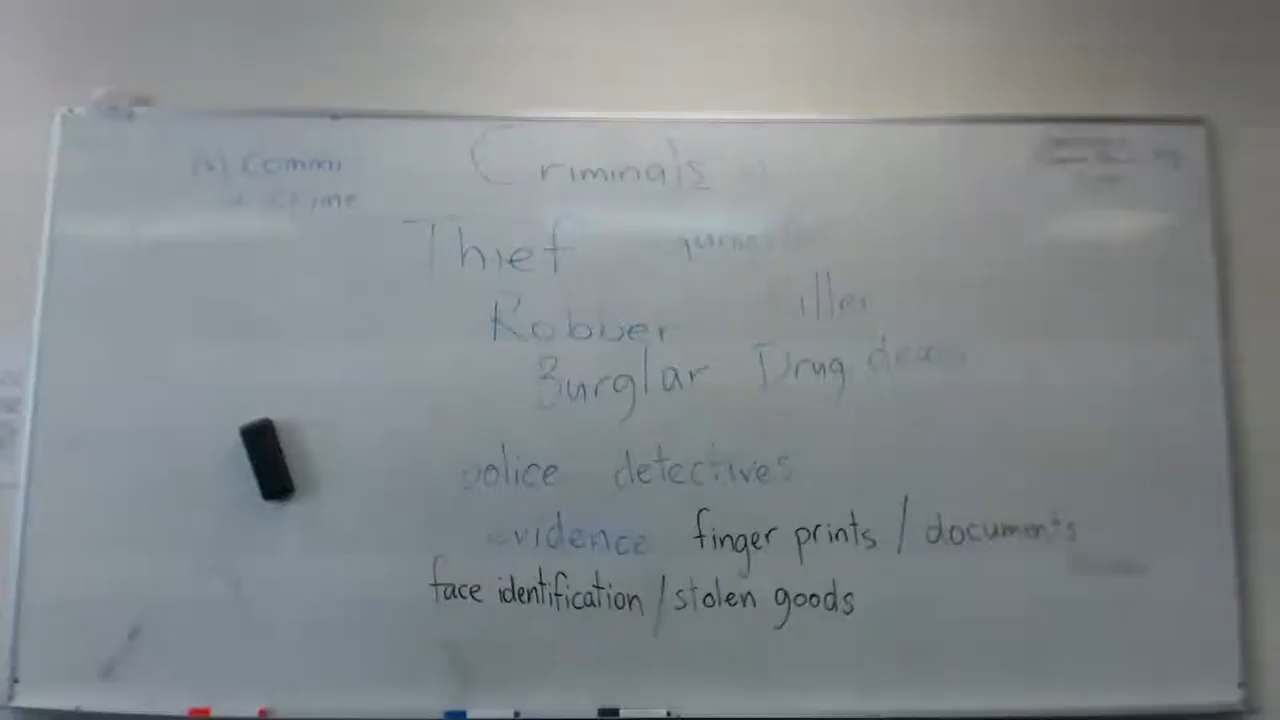 Criminals
Thief
Robber
Burglar Drug
police detectives
evidence finger prints / documents
face identification / stolen goods